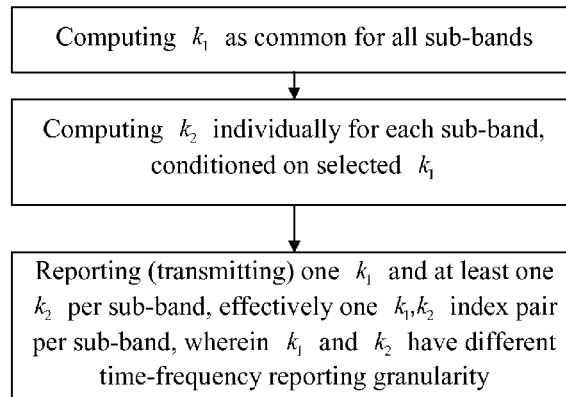 Computing k₁ as common for all sub-bands
Computing k₂ individually for each sub-band,
conditioned on selected k₁
Reporting (transmitting) one k₁ and at least one
k₂ per sub-band, effectively one k₁,k₂ index pair
per sub-band, wherein k₁ and k₂ have different
time-frequency reporting granularity